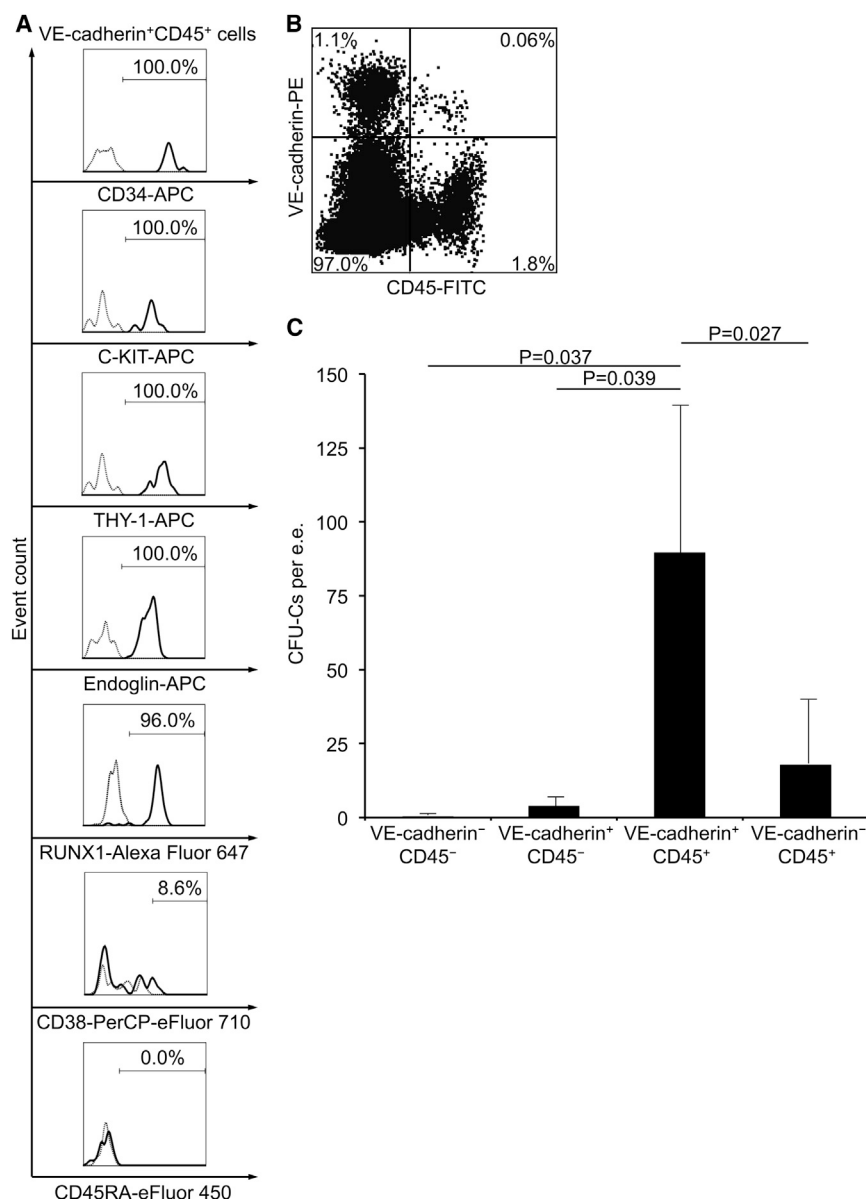 A
VE-cadherin⁺CD45⁺ cells
Event count
100.0%
CD34-APC
100.0%
C-KIT-APC
100.0%
THY-1-APC
100.0%
Endoglin-APC
96.0%
RUNX1-Alexa Fluor 647
8.6%
CD38-PerCP-eFluor 710
0.0%
CD45RA-eFluor 450
B
1.1%
0.06%
VE-cadherin-PE
97.0%
1.8%
CD45-FITC
C
P=0.027
P=0.037
P=0.039
CFU-Cs per e.e.
150
125
100
75
50
25
0
VE-cadherin⁻ VE-cadherin⁺ VE-cadherin⁺ VE-cadherin⁻
CD45⁻ CD45⁻ CD45⁺ CD45⁺